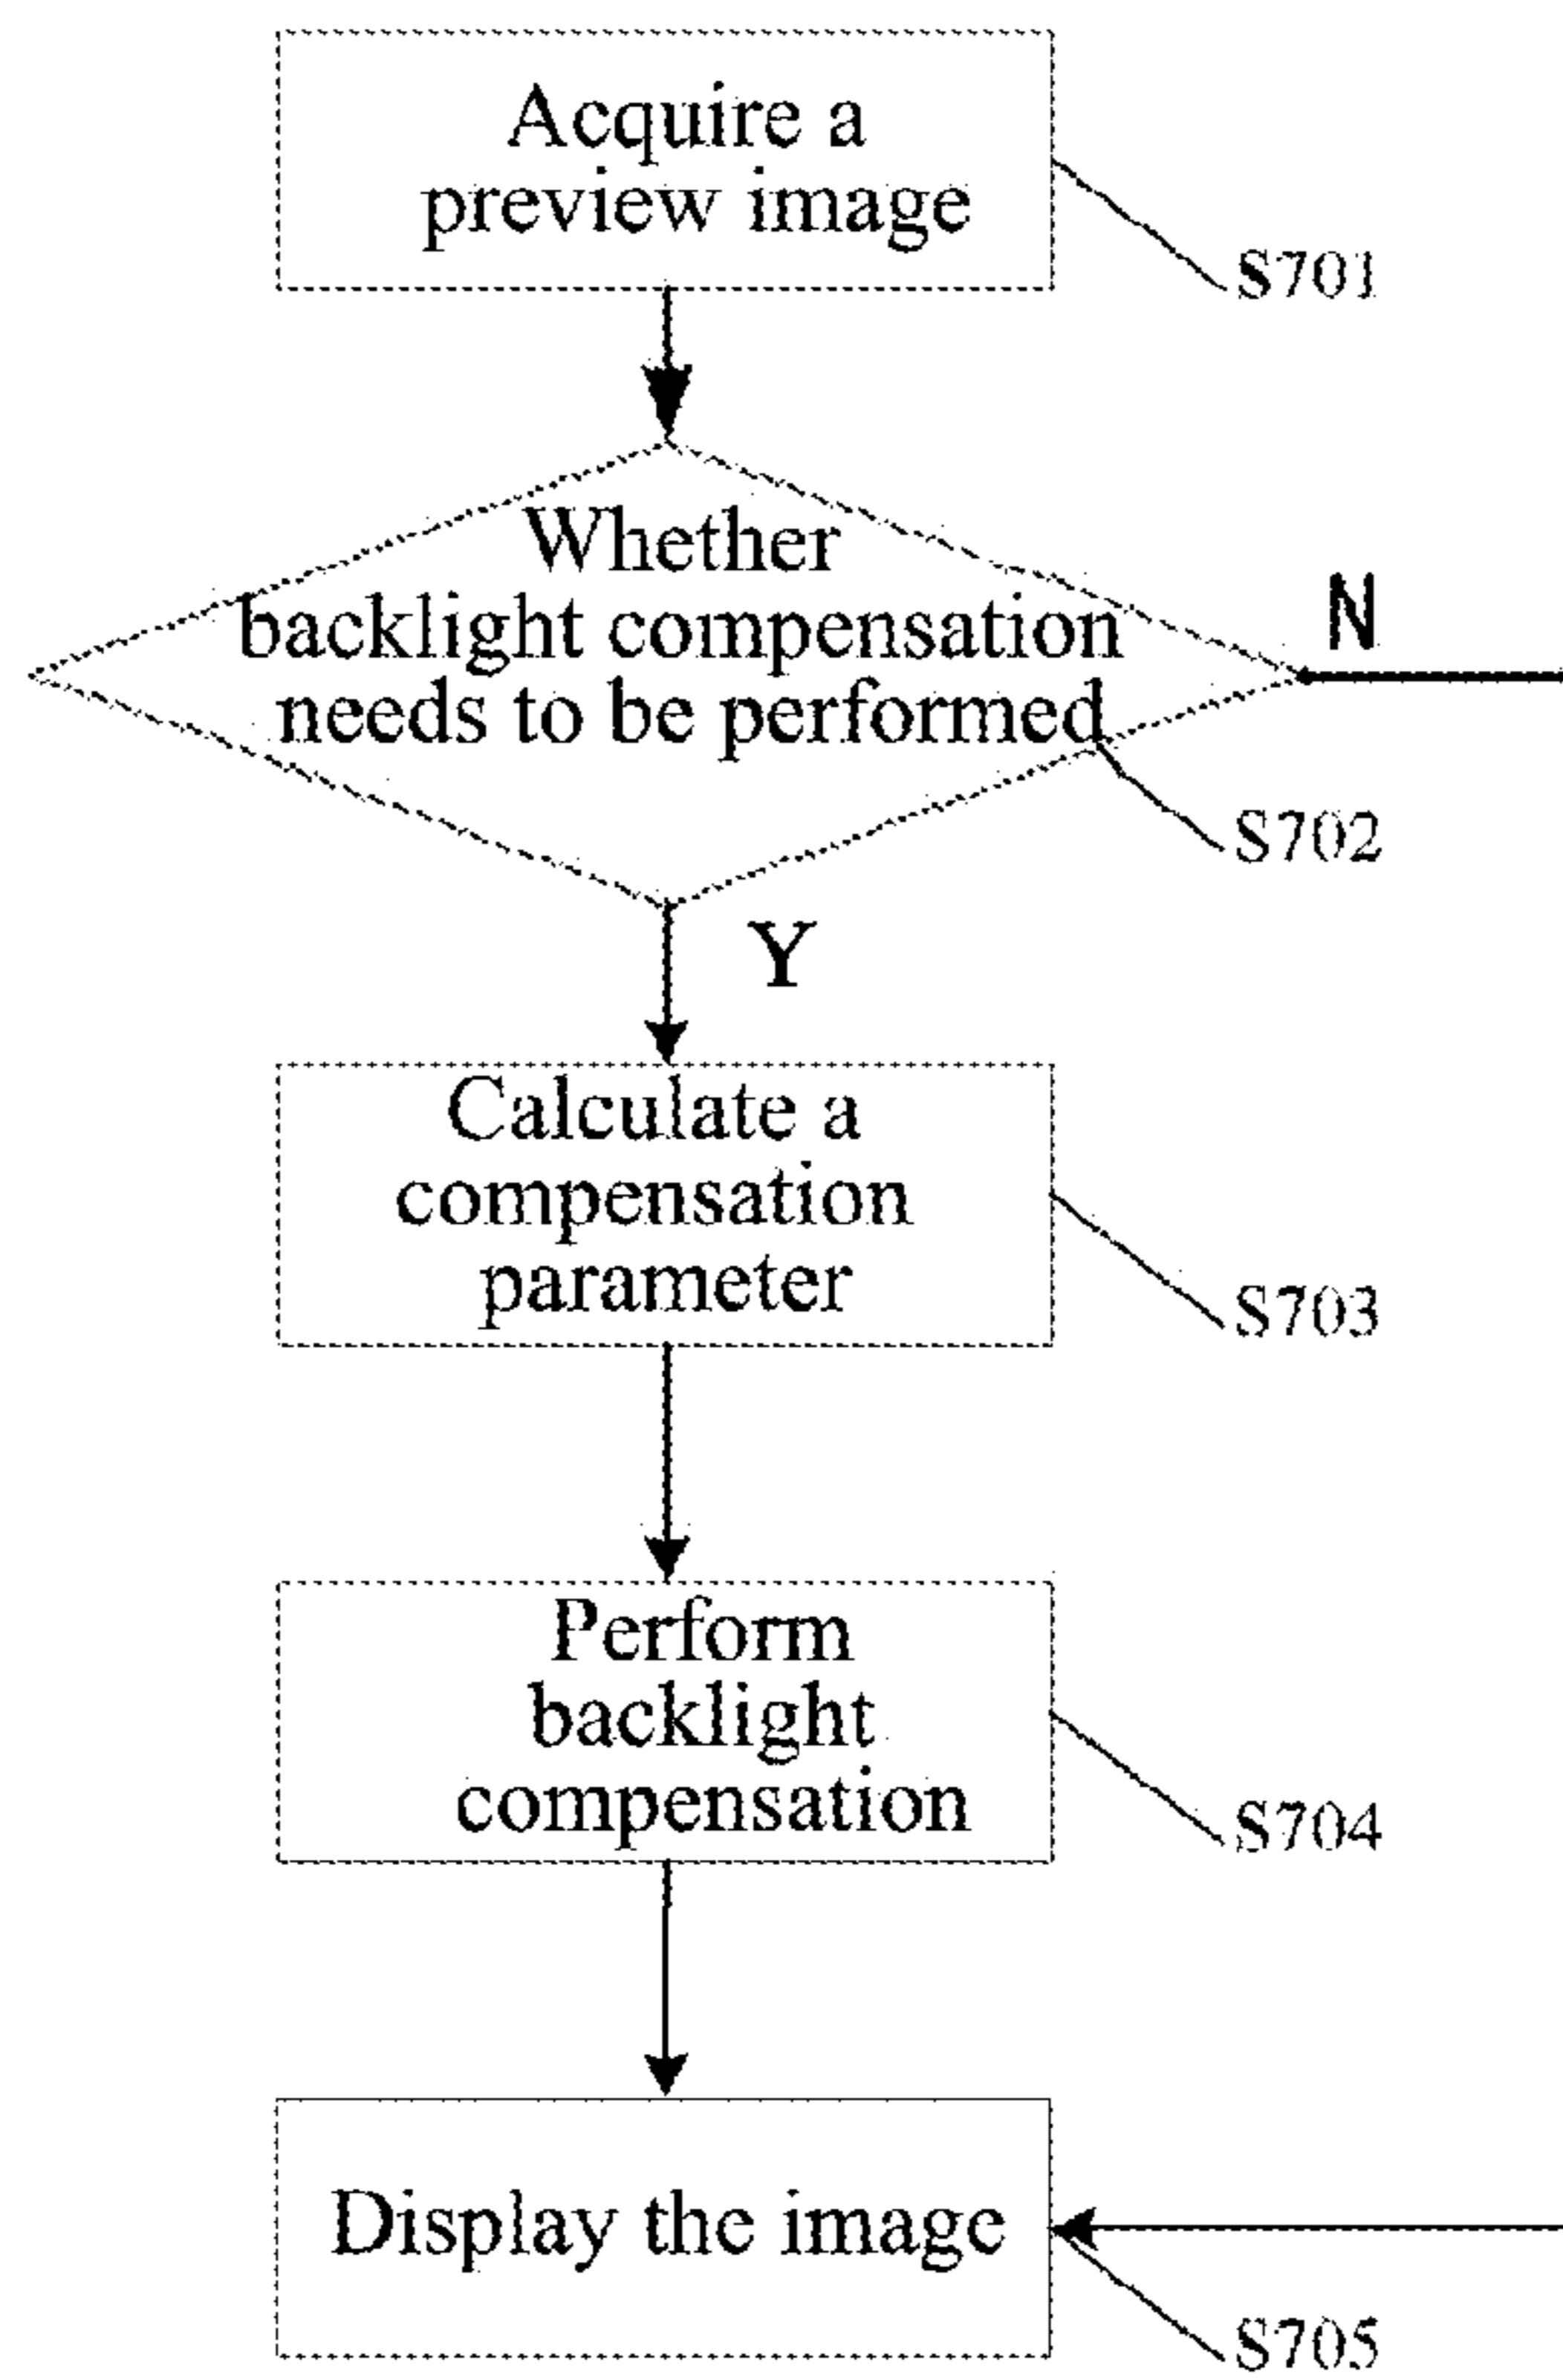 Acquire a
preview image
S701
Whether
backlight compensation
needs to be performed
N
S702
Y
Calculate a
compensation
parameter
S703
Perform
backlight
compensation
S704
Display the image
S705